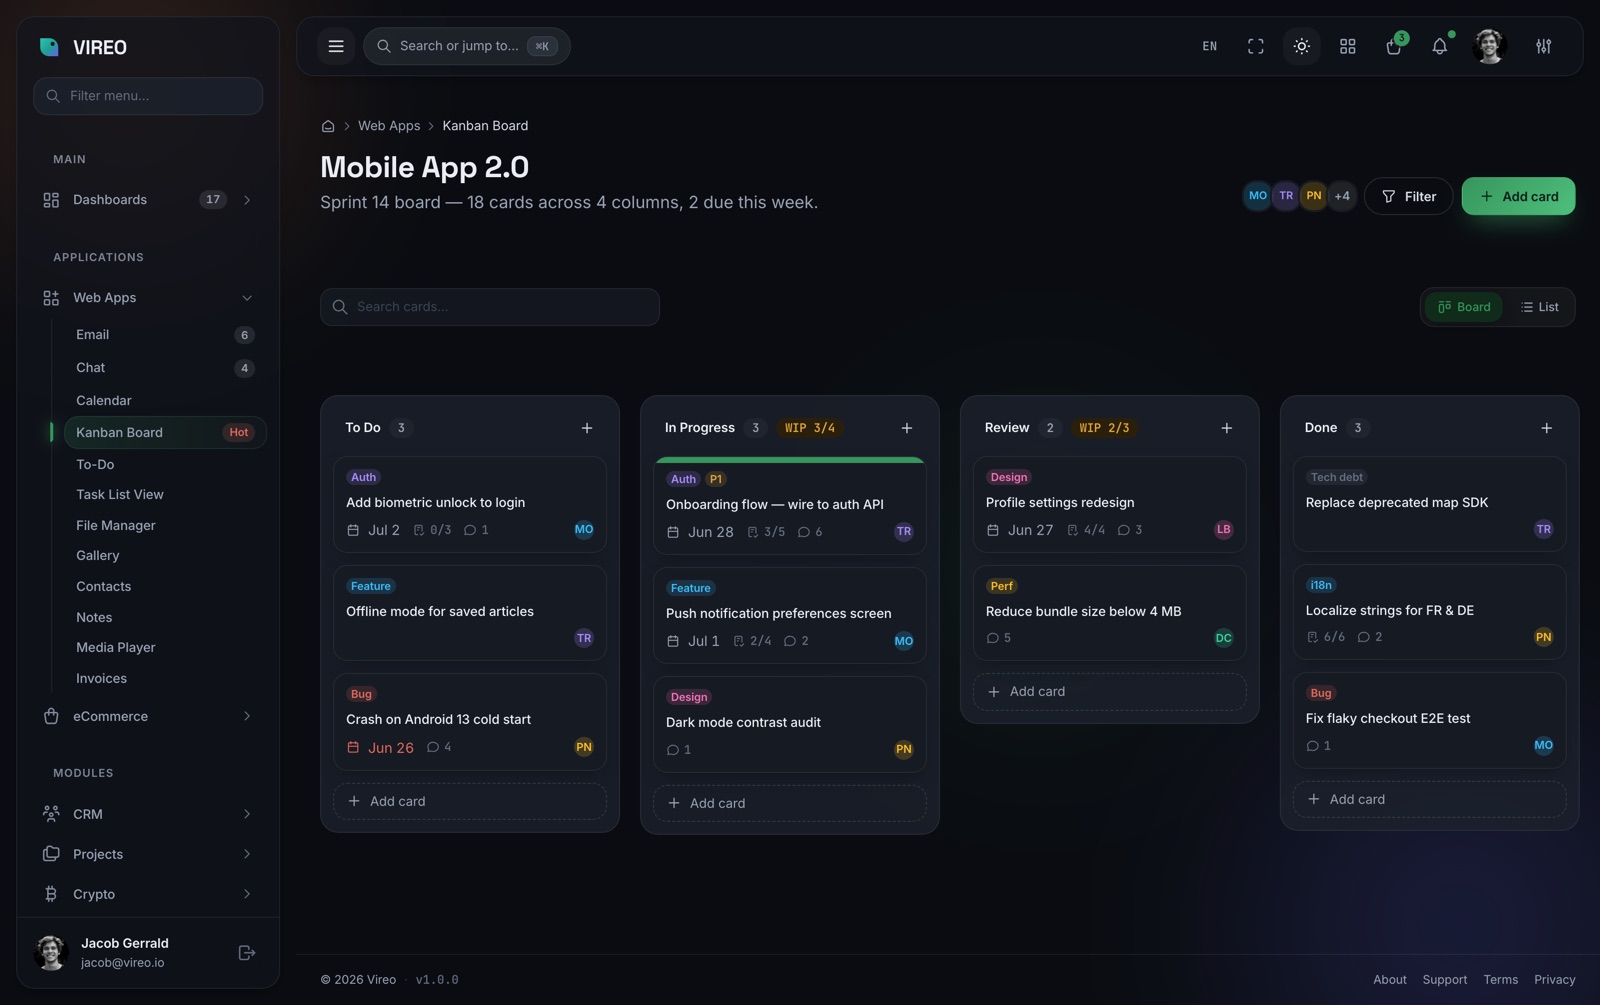 VIREO
Filter menu...
MAIN
Dashboards 17
APPLICATIONS
Web Apps
Email 6
Chat 4
Calendar
Kanban Board Hot
To-Do
Task List View
File Manager
Gallery
Contacts
Notes
Media Player
Invoices
eCommerce
MODULES
CRM
Projects
Crypto
Jacob Gerrald
jacob@vireo.io
Search or jump to... ⌘K
EN
3
Web Apps Kanban Board
Mobile App 2.0
Sprint 14 board — 18 cards across 4 columns, 2 due this week.
MO TR PN +4
Filter
+ Add card
Search cards...
Board
List
To Do 3 +
Auth
Add biometric unlock to login
Jul 2 0/3 1 MO
Feature
Offline mode for saved articles
TR
Bug
Crash on Android 13 cold start
Jun 26 4 PN
+ Add card
In Progress 3 WIP 3/4 +
Auth P1
Onboarding flow — wire to auth API
Jun 28 3/5 6 TR
Feature
Push notification preferences screen
Jul 1 2/4 2 MO
Design
Dark mode contrast audit
1 PN
+ Add card
Review 2 WIP 2/3 +
Design
Profile settings redesign
Jun 27 4/4 3 LB
Perf
Reduce bundle size below 4 MB
5 DC
+ Add card
Done 3 +
Tech debt
Replace deprecated map SDK
TR
i18n
Localize strings for FR & DE
6/6 2 PN
Bug
Fix flaky checkout E2E test
1 MO
+ Add card
© 2026 Vireo · v1.0.0
About Support Terms Privacy